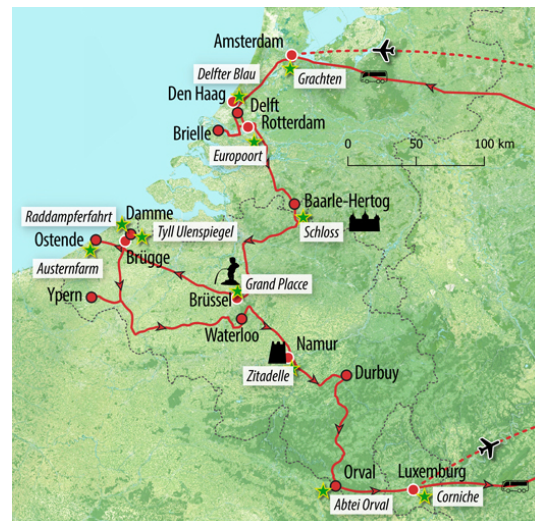 Amsterdam
Delfter Blau
Grachten
Den Haag
Delft
Rotterdam
Brielle
Europoort
0 50 100 km
Baarle-Hertog
Schloss
Raddampferfahrt
Damme
Ostende
Tyll Ulenspiegel
Brügge
Austernfarm
Grand Placce
Ypern
Brüssel
Waterloo
Namur
Zitadelle
Durbuy
Orval
Luxemburg
Abtei Orval
Corniche